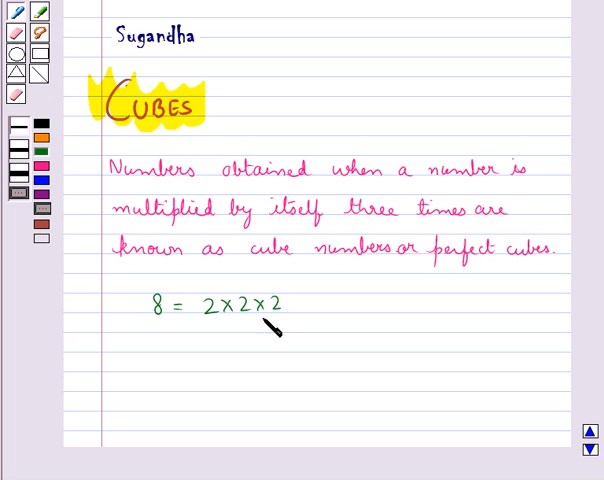 Sugandha
CUBES
Numbers obtained when a number is
multiplied by itself three times are
known as cube numbers or perfect cubes.
8 = 2 × 2 × 2